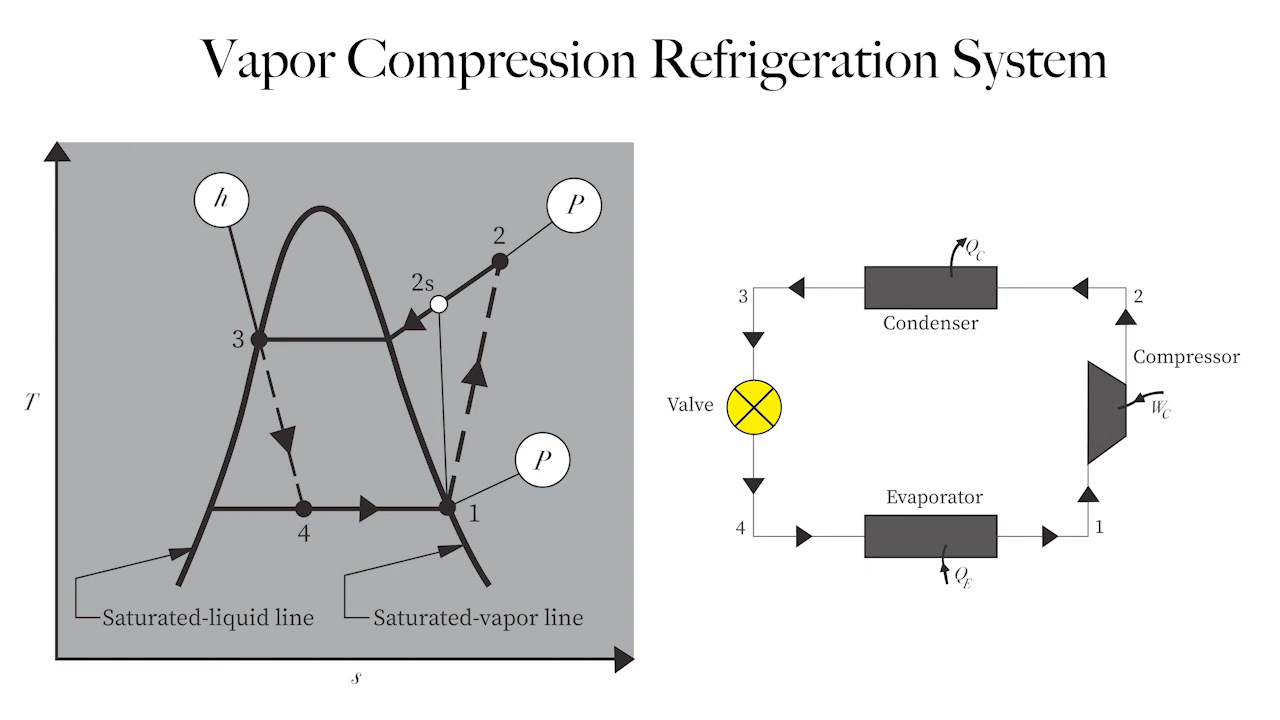 Vapor Compression Refrigeration System
h
P
2
2s
3
T
P
1
4
Saturated-liquid line
Saturated-vapor line
s
Q_C
3
2
Condenser
Compressor
Valve
W_C
Evaporator
4
1
Q_E